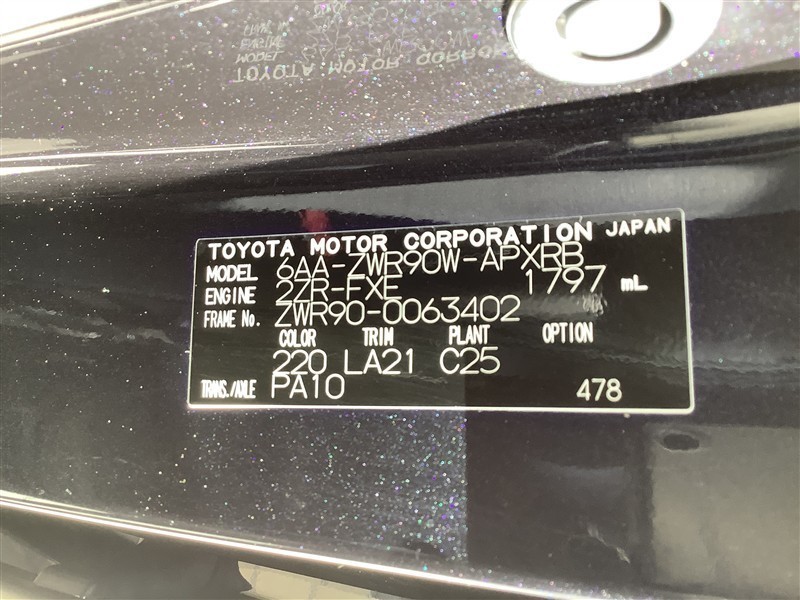 TOYOTA MOTOR CORPORATION JAPAN
MODEL 6AA-ZWR90W-APXRB
ENGINE 2ZR-FXE 1797 mL
FRAME No. ZWR90-0063402
COLOR TRIM PLANT OPTION
220 LA21 C25
TRANS./AXLE PA10 478